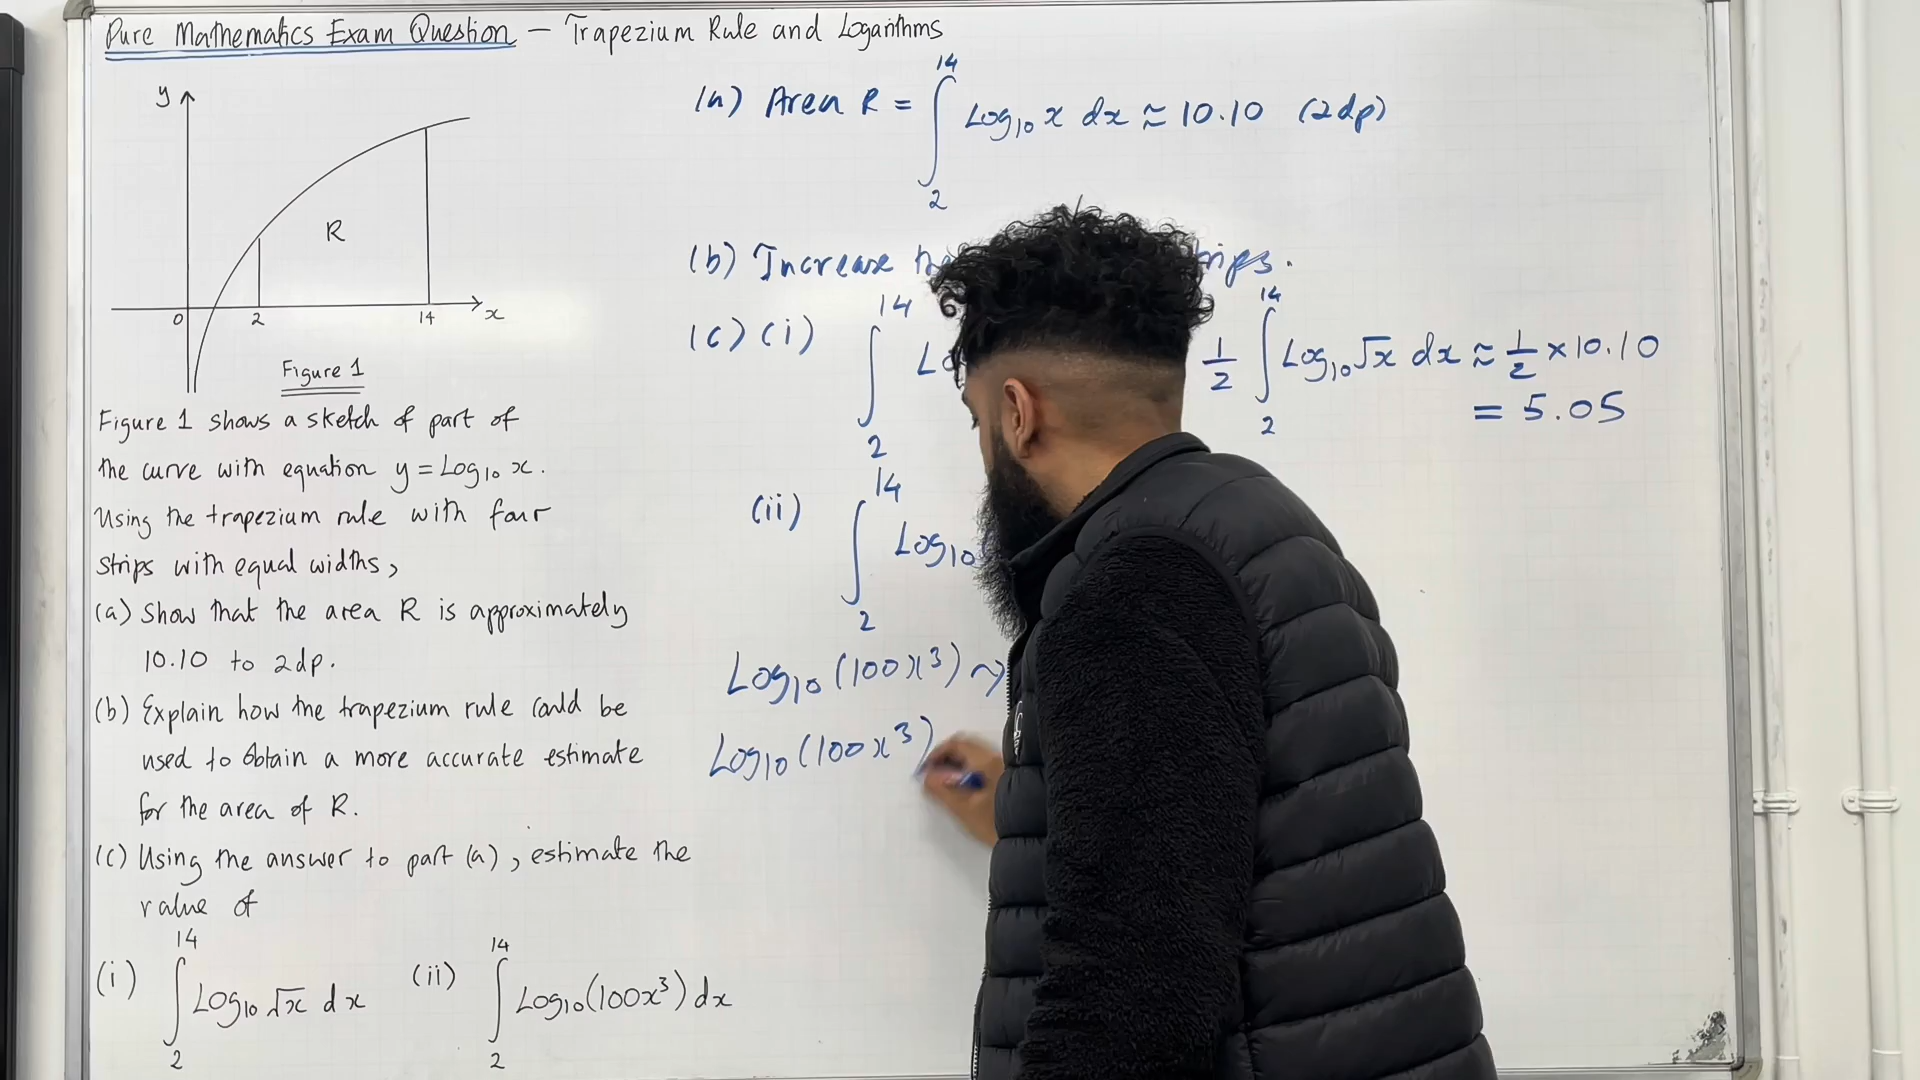 Pure Mathematics Exam Question — Trapezium Rule and Logarithms
y
R
0 2 14 x
Figure 1
Figure 1 shows a sketch of part of
the curve with equation y = Log₁₀ x.
Using the trapezium rule with four
strips with equal widths,
(a) Show that the area R is approximately
10.10 to 2dp.
(b) Explain how the trapezium rule could be
used to obtain a more accurate estimate
for the area of R.
(c) Using the answer to part (a), estimate the
value of
(i) ∫₂¹⁴ Log₁₀ √x dx (ii) ∫₂¹⁴ Log₁₀(100x³) dx
(a) Area R = ∫₂¹⁴ Log₁₀ x dx ≈ 10.10 (2dp)
(b) Increase
(c) (i) ∫₂¹⁴ 1/2 ∫₂¹⁴ Log₁₀ √x dx ≈ 1/2 × 10.10
= 5.05
(ii) ∫₂¹⁴ Log₁₀
Log₁₀(100x³)
Log₁₀(100x³)